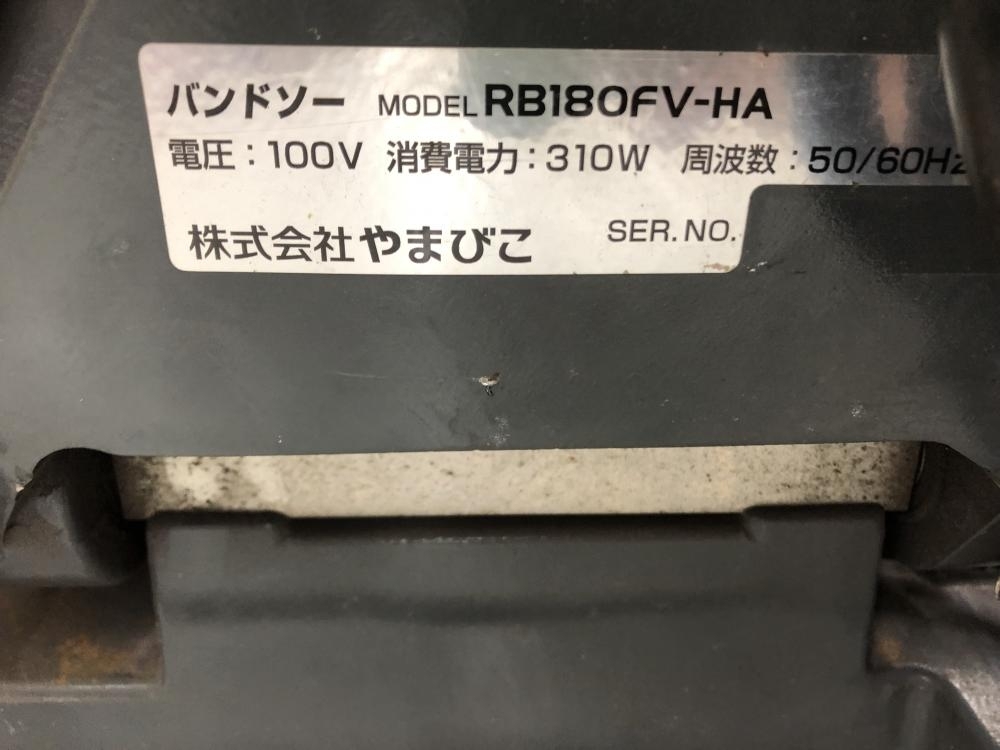 バンドソー MODEL RB180FV-HA
電圧：100V 消費電力：310W 周波数：50/60Hz
株式会社やまびこ SER. NO.